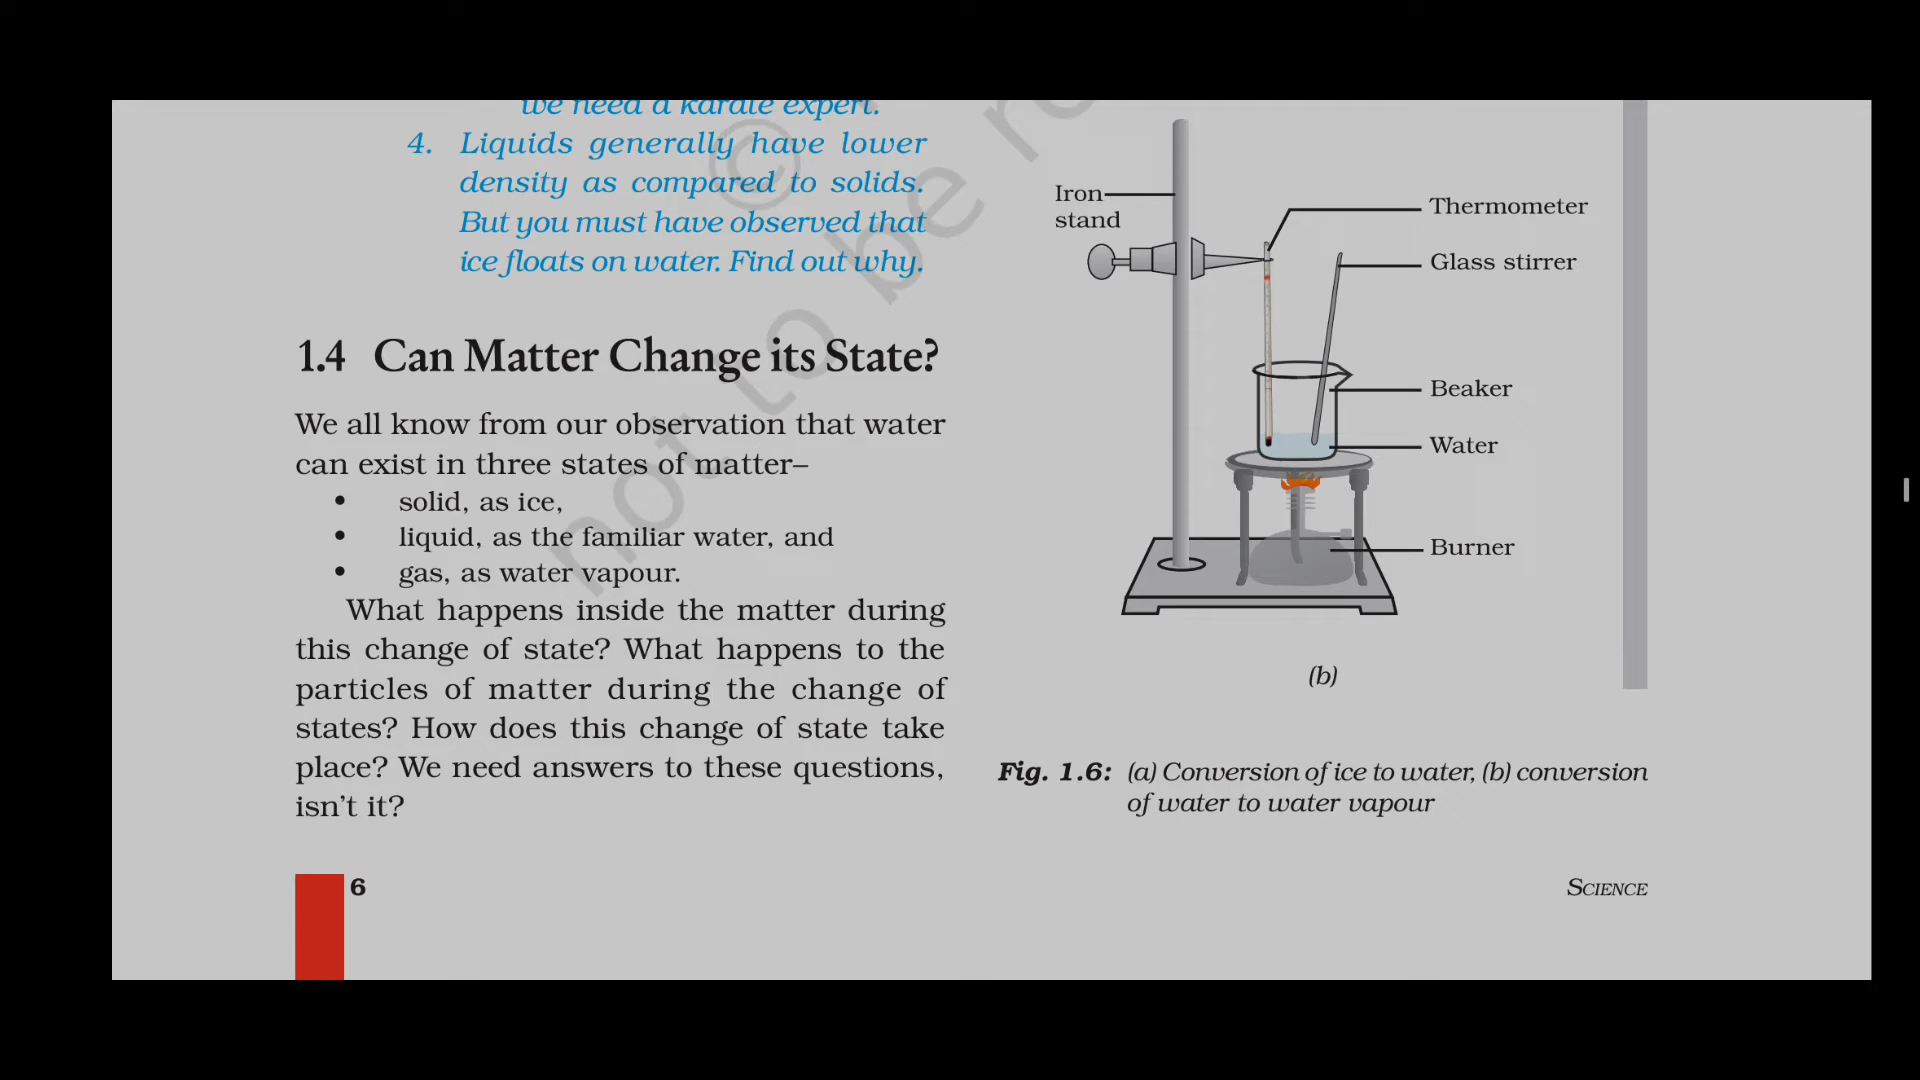 we need a karate expert.
4. Liquids generally have lower
density as compared to solids.
But you must have observed that
ice floats on water. Find out why.
1.4 Can Matter Change its State?
We all know from our observation that water
can exist in three states of matter–
• solid, as ice,
• liquid, as the familiar water, and
• gas, as water vapour.
What happens inside the matter during
this change of state? What happens to the
particles of matter during the change of
states? How does this change of state take
place? We need answers to these questions,
isn't it?
Iron
stand
Thermometer
Glass stirrer
Beaker
Water
Burner
(b)
Fig. 1.6: (a) Conversion of ice to water, (b) conversion
of water to water vapour
6
SCIENCE
©
not to be